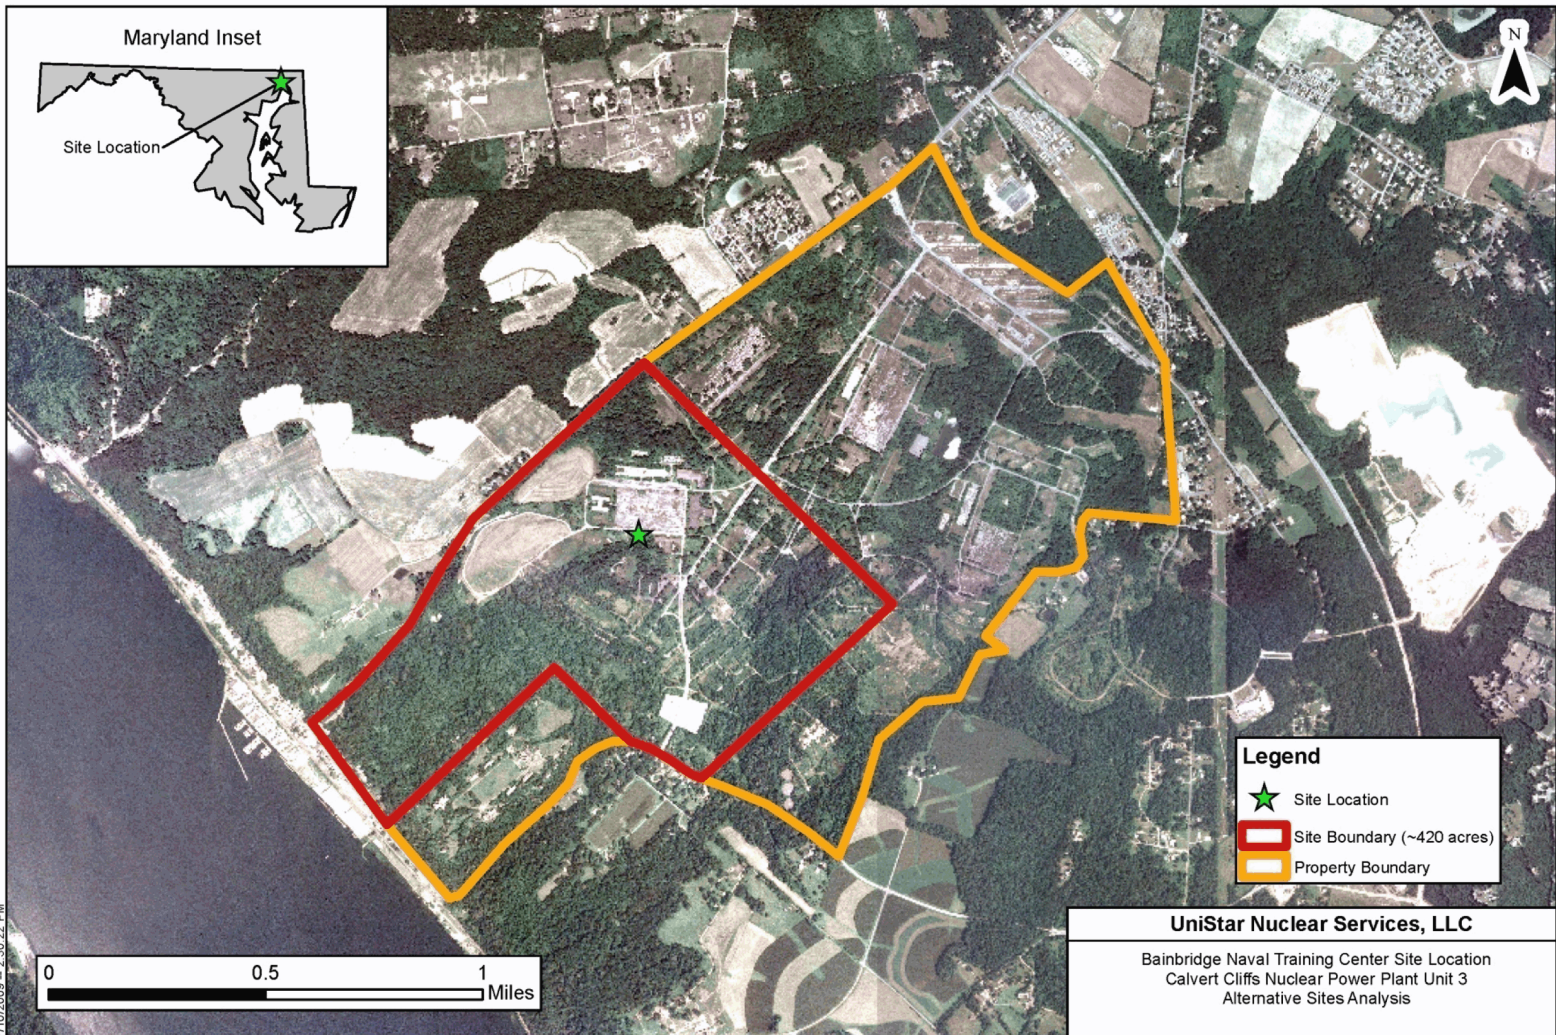 Maryland Inset
Site Location
N
Legend
Site Location
Site Boundary (~420 acres)
Property Boundary
UniStar Nuclear Services, LLC
Bainbridge Naval Training Center Site Location
Calvert Cliffs Nuclear Power Plant Unit 3
Alternative Sites Analysis
0 0.5 1
Miles